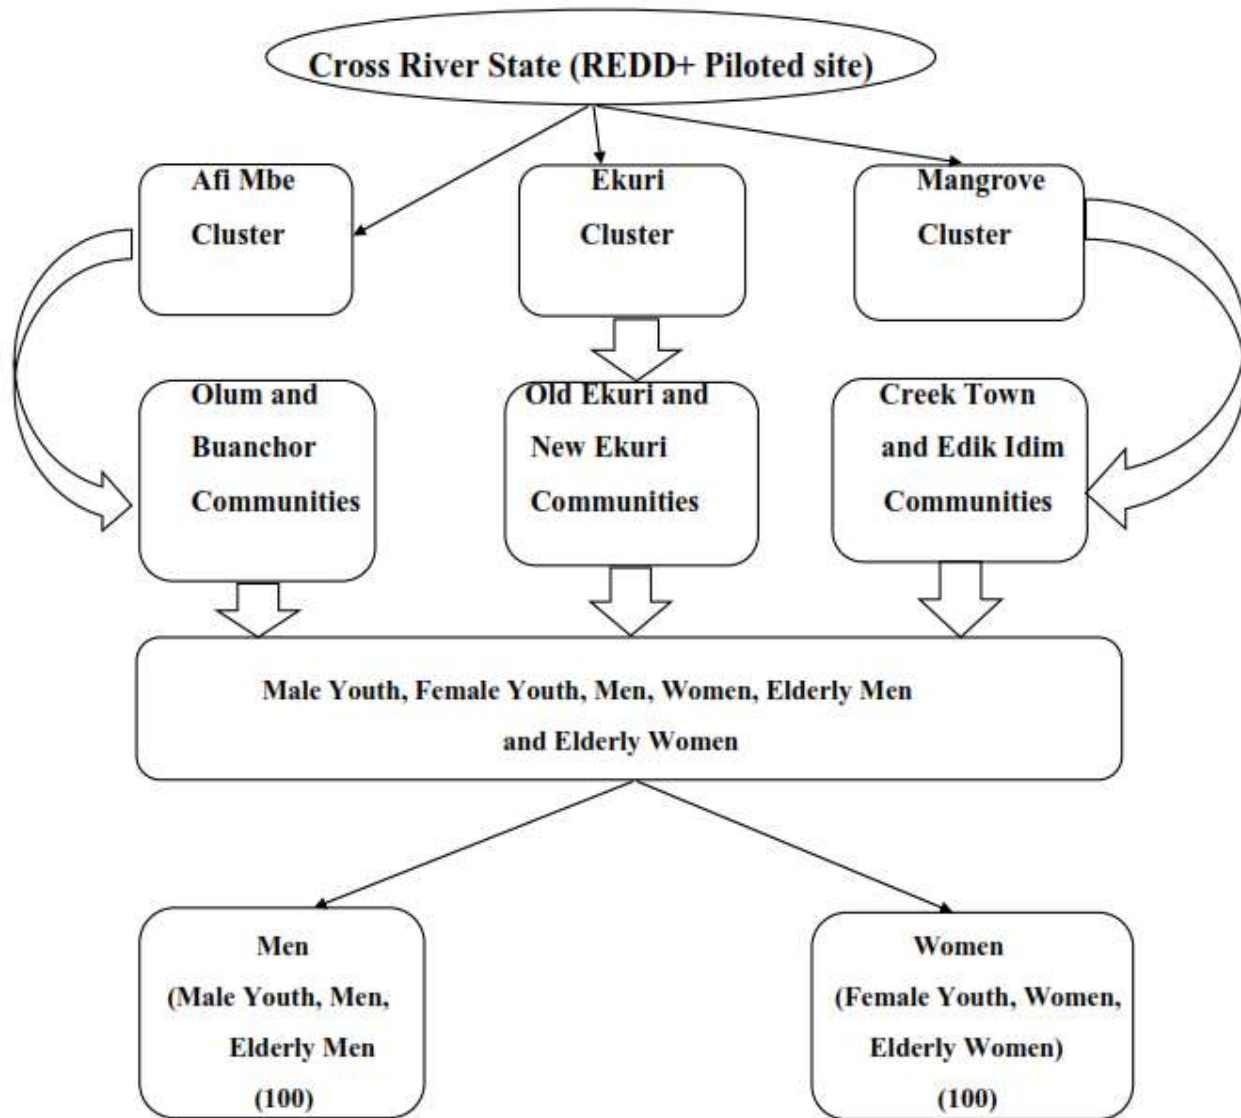 Cross River State (REDD+ Piloted site)
Afi Mbe
Cluster
Ekuri
Cluster
Mangrove
Cluster
Olum and
Buanchor
Communities
Old Ekuri and
New Ekuri
Communities
Creek Town
and Edik Idim
Communities
Male Youth, Female Youth, Men, Women, Elderly Men
and Elderly Women
Men
(Male Youth, Men,
Elderly Men
(100)
Women
(Female Youth, Women,
Elderly Women)
(100)